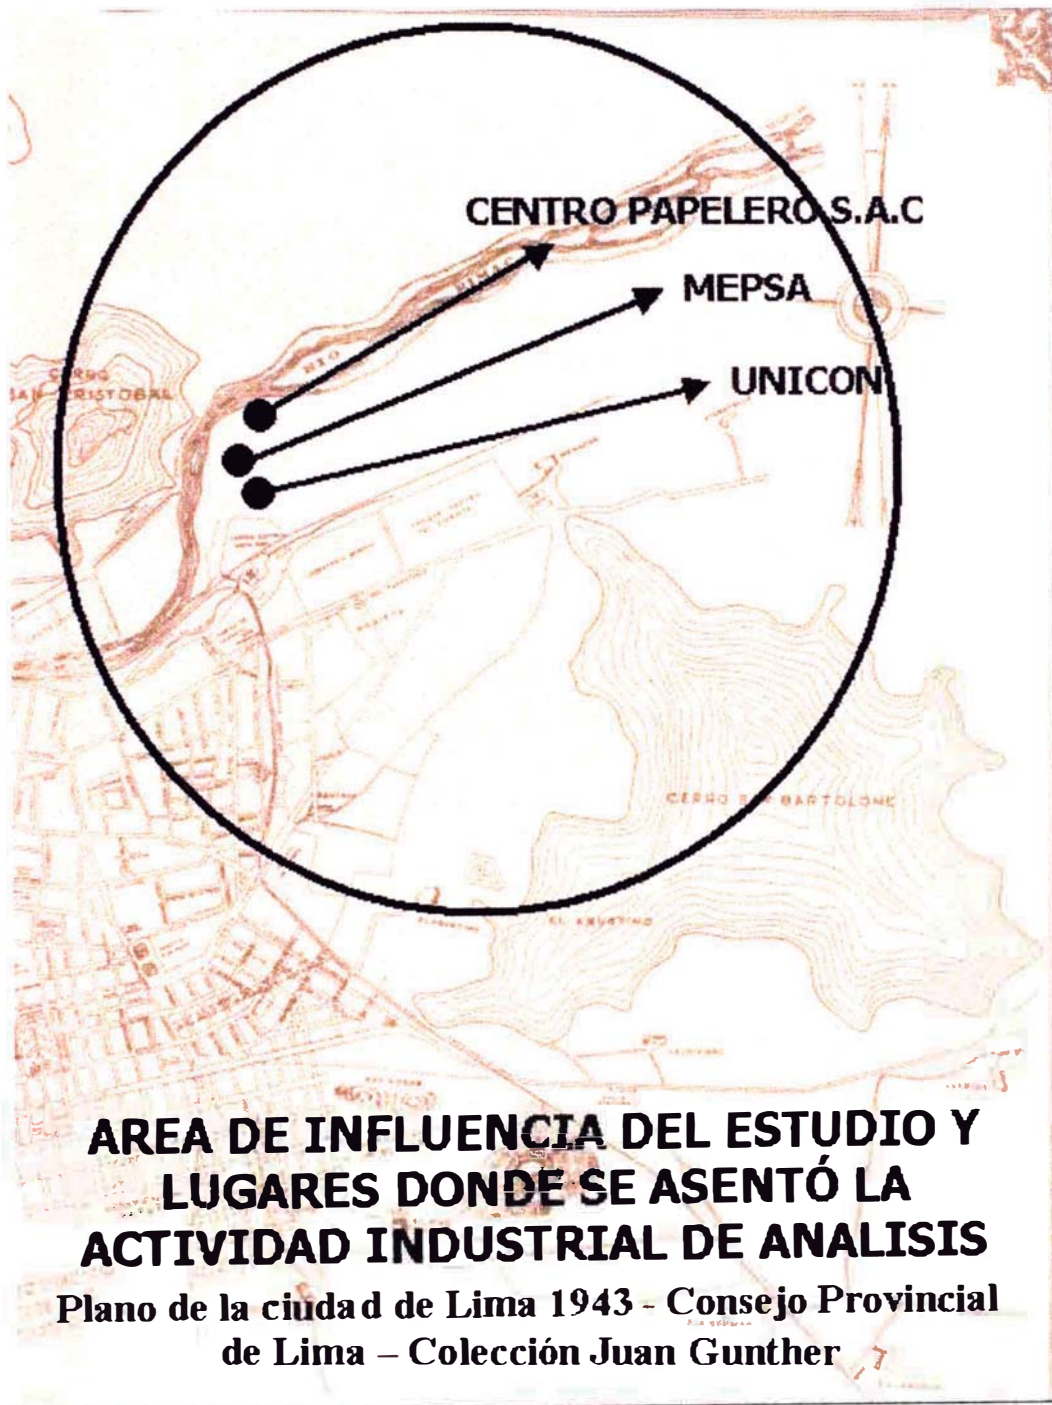 CENTRO PAPELERO S.A.C
MEPSA
UNICON
RIO
RIMAC
CERRO
SAN CRISTOBAL
CERRO SAN BARTOLOME
EL AGUSTINO
AREA DE INFLUENCIA DEL ESTUDIO Y
LUGARES DONDE SE ASENTÓ LA
ACTIVIDAD INDUSTRIAL DE ANALISIS
Plano de la ciudad de Lima 1943 - Consejo Provincial
de Lima – Colección Juan Gunther